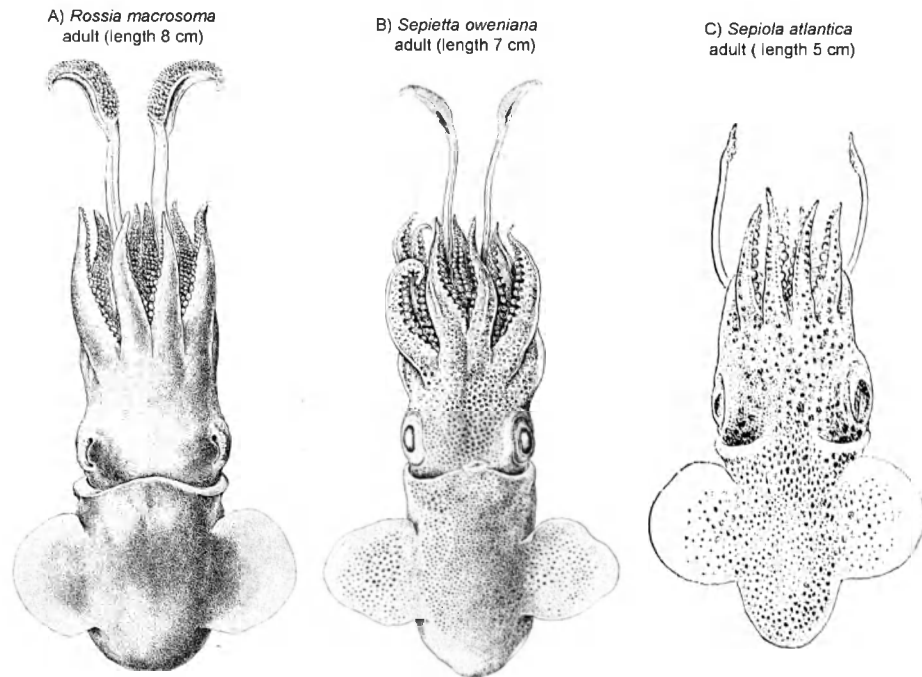 A) Rossia macrosoma
adult (length 8 cm)
B) Sepietta oweniana
adult (length 7 cm)
C) Sepiola atlantica
adult ( length 5 cm)